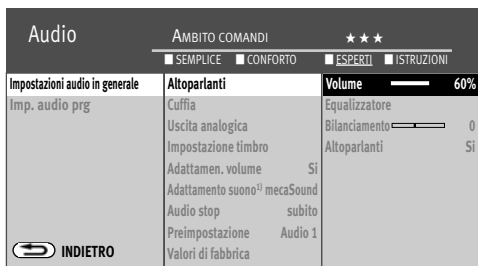 Audio
AMBITO COMANDI ★★★
SEMPLICE CONFORTO ESPERTI ISTRUZIONI
Impostazioni audio in generale
Imp. audio prg
Altoparlanti
Cuffia
Uscita analogica
Impostazione timbro
Adattamen. volume Si
Adattamento suono1) mecaSound
Audio stop subito
Preimpostazione Audio 1
Valori di fabbrica
Volume 60%
Equalizzatore
Bilanciamento 0
Altoparlanti Si
INDIETRO